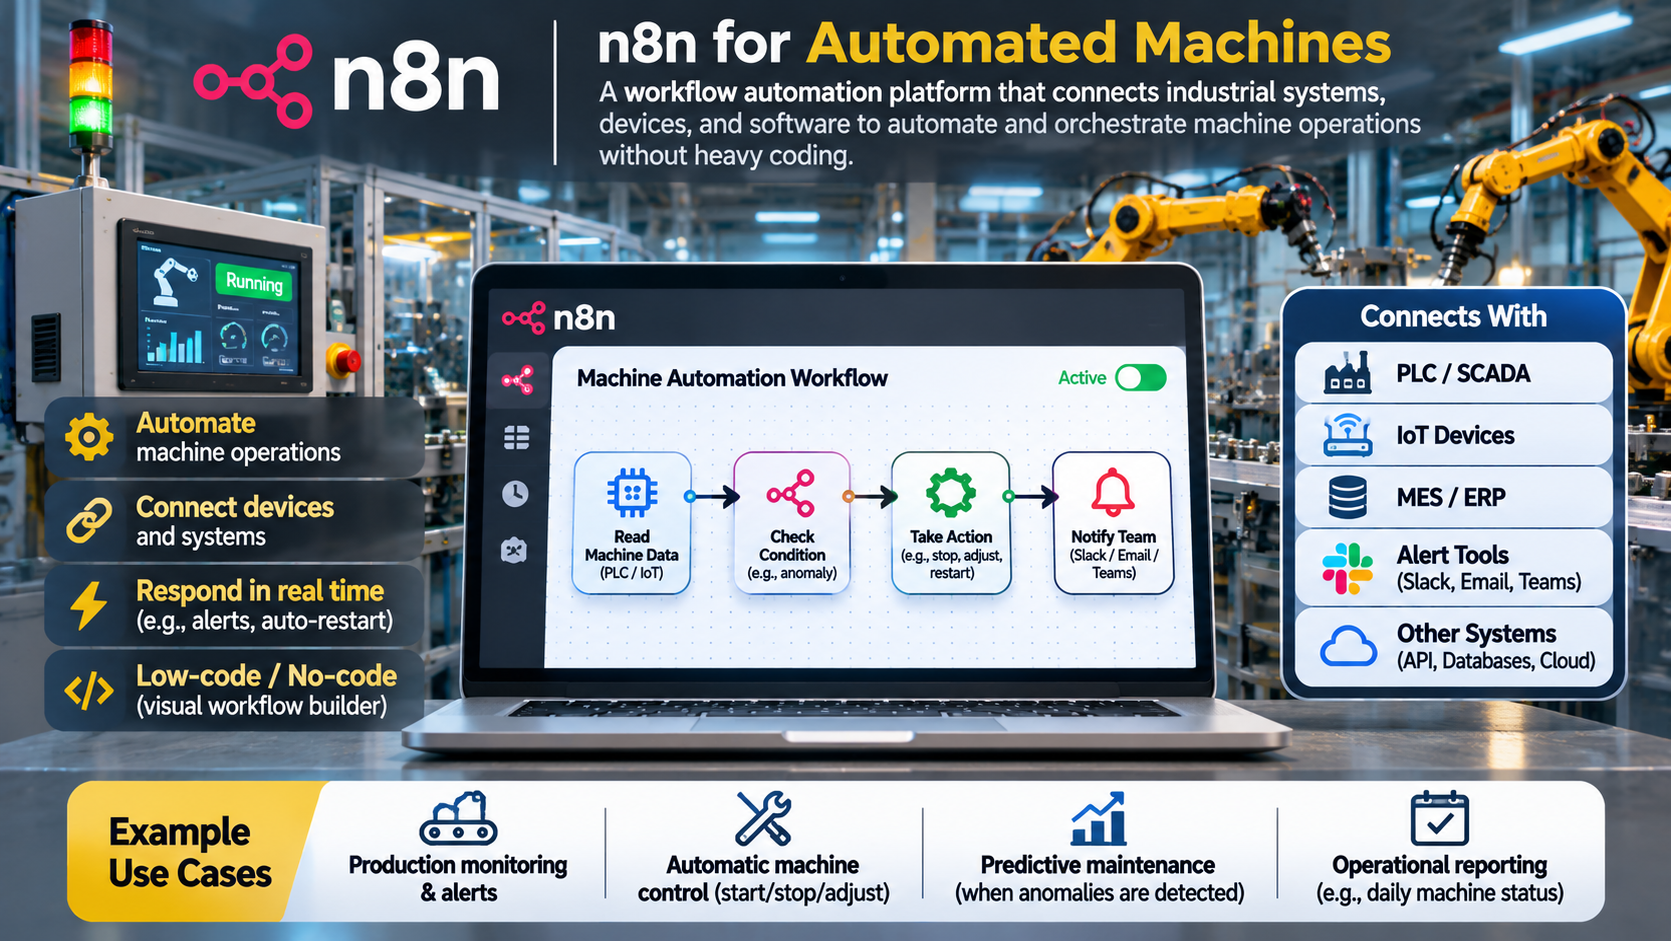 n8n
n8n for Automated Machines
A workflow automation platform that connects industrial systems,
devices, and software to automate and orchestrate machine operations
without heavy coding.
Running
Automate
machine operations
Connect devices
and systems
Respond in real time
(e.g., alerts, auto-restart)
Low-code / No-code
(visual workflow builder)
n8n
Machine Automation Workflow
Active
Read
Machine Data
(PLC / IoT)
Check
Condition
(e.g., anomaly)
Take Action
(e.g., stop, adjust,
restart)
Notify Team
(Slack / Email /
Teams)
Connects With
PLC / SCADA
IoT Devices
MES / ERP
Alert Tools
(Slack, Email, Teams)
Other Systems
(API, Databases, Cloud)
Example
Use Cases
Production monitoring
& alerts
Automatic machine
control (start/stop/adjust)
Predictive maintenance
(when anomalies are detected)
Operational reporting
(e.g., daily machine status)